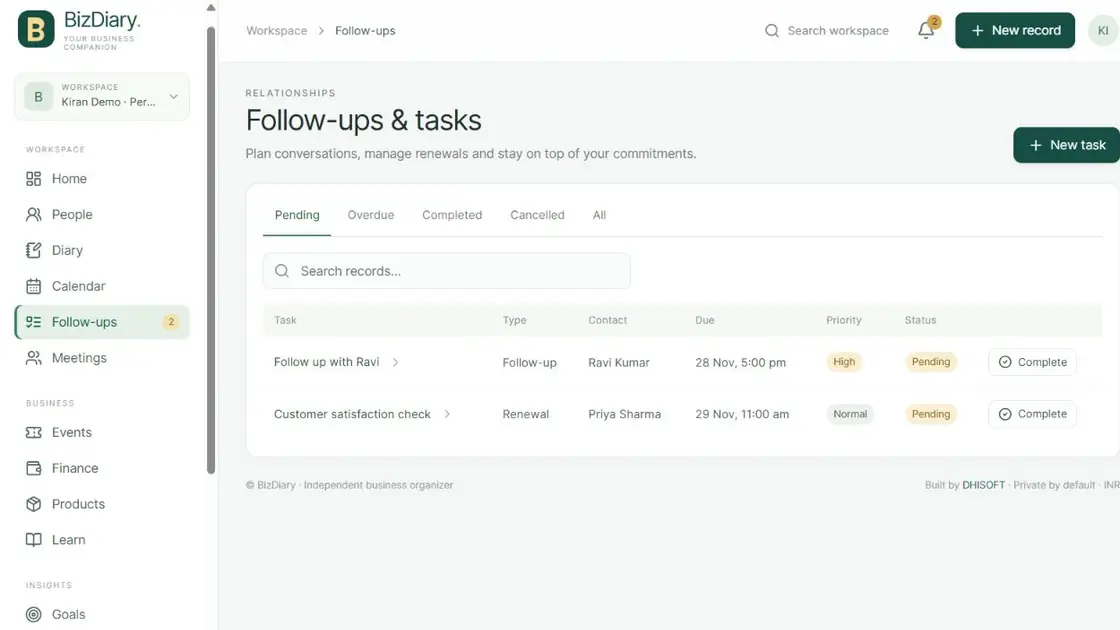 BizDiary.
YOUR BUSINESS
COMPANION
B
WORKSPACE
Kiran Demo · Per...
WORKSPACE
Home
People
Diary
Calendar
Follow-ups 2
Meetings
BUSINESS
Events
Finance
Products
Learn
INSIGHTS
Goals
Workspace > Follow-ups
Search workspace
2
+ New record
KI
RELATIONSHIPS
Follow-ups & tasks
Plan conversations, manage renewals and stay on top of your commitments.
+ New task
Pending Overdue Completed Cancelled All
Search records...
Task Type Contact Due Priority Status
Follow up with Ravi > Follow-up Ravi Kumar 28 Nov, 5:00 pm High Pending Complete
Customer satisfaction check > Renewal Priya Sharma 29 Nov, 11:00 am Normal Pending Complete
© BizDiary · Independent business organizer
Built by DHISOFT · Private by default · INR